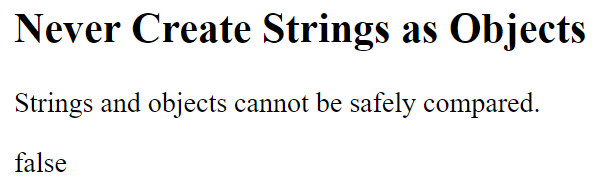 Never Create Strings as Objects
Strings and objects cannot be safely compared.
false